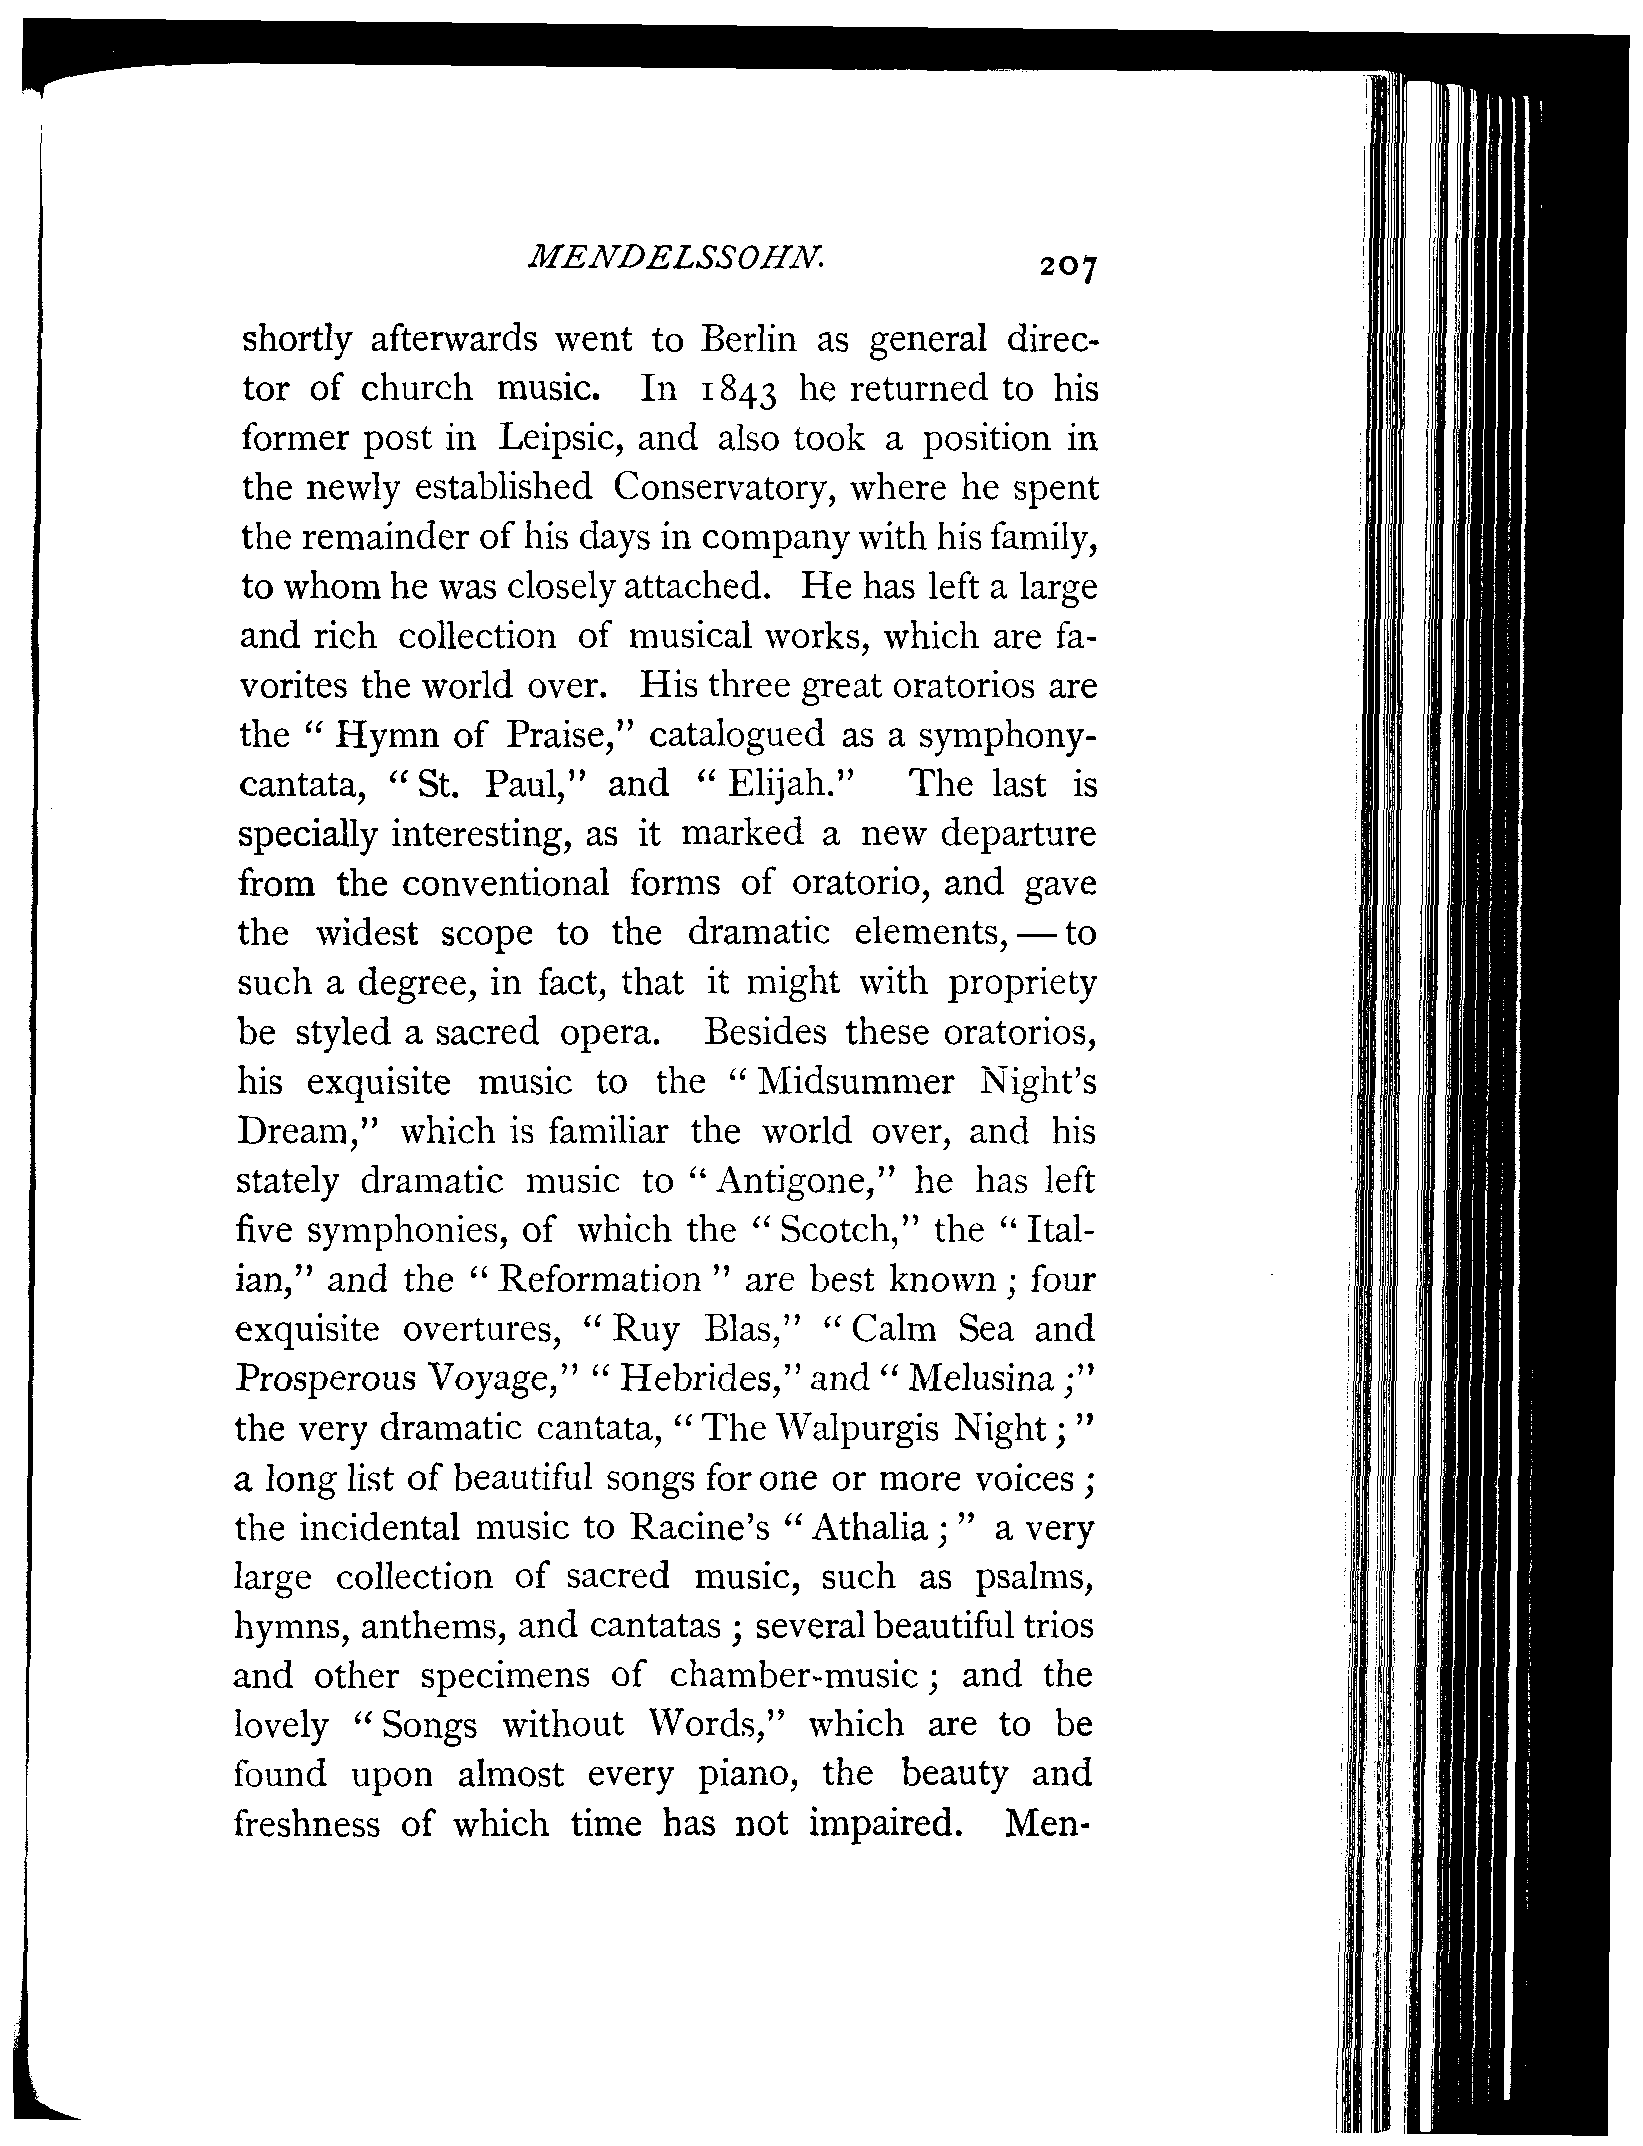 MENDELSSOHN. 207
shortly afterwards went to Berlin as general direc-
tor of church music. In 1843 he returned to his
former post in Leipsic, and also took a position in
the newly established Conservatory, where he spent
the remainder of his days in company with his family,
to whom he was closely attached. He has left a large
and rich collection of musical works, which are fa-
vorites the world over. His three great oratorios are
the “ Hymn of Praise,” catalogued as a symphony-
cantata, “ St. Paul,” and “ Elijah.” The last is
specially interesting, as it marked a new departure
from the conventional forms of oratorio, and gave
the widest scope to the dramatic elements, — to
such a degree, in fact, that it might with propriety
be styled a sacred opera. Besides these oratorios,
his exquisite music to the “ Midsummer Night's
Dream,” which is familiar the world over, and his
stately dramatic music to “ Antigone,” he has left
five symphonies, of which the “ Scotch,” the “ Ital-
ian,” and the “ Reformation ” are best known ; four
exquisite overtures, “ Ruy Blas,” “ Calm Sea and
Prosperous Voyage,” “ Hebrides,” and “ Melusina ;”
the very dramatic cantata, “ The Walpurgis Night ; ”
a long list of beautiful songs for one or more voices ;
the incidental music to Racine's “ Athalia ; ” a very
large collection of sacred music, such as psalms,
hymns, anthems, and cantatas ; several beautiful trios
and other specimens of chamber-music ; and the
lovely “ Songs without Words,” which are to be
found upon almost every piano, the beauty and
freshness of which time has not impaired. Men-